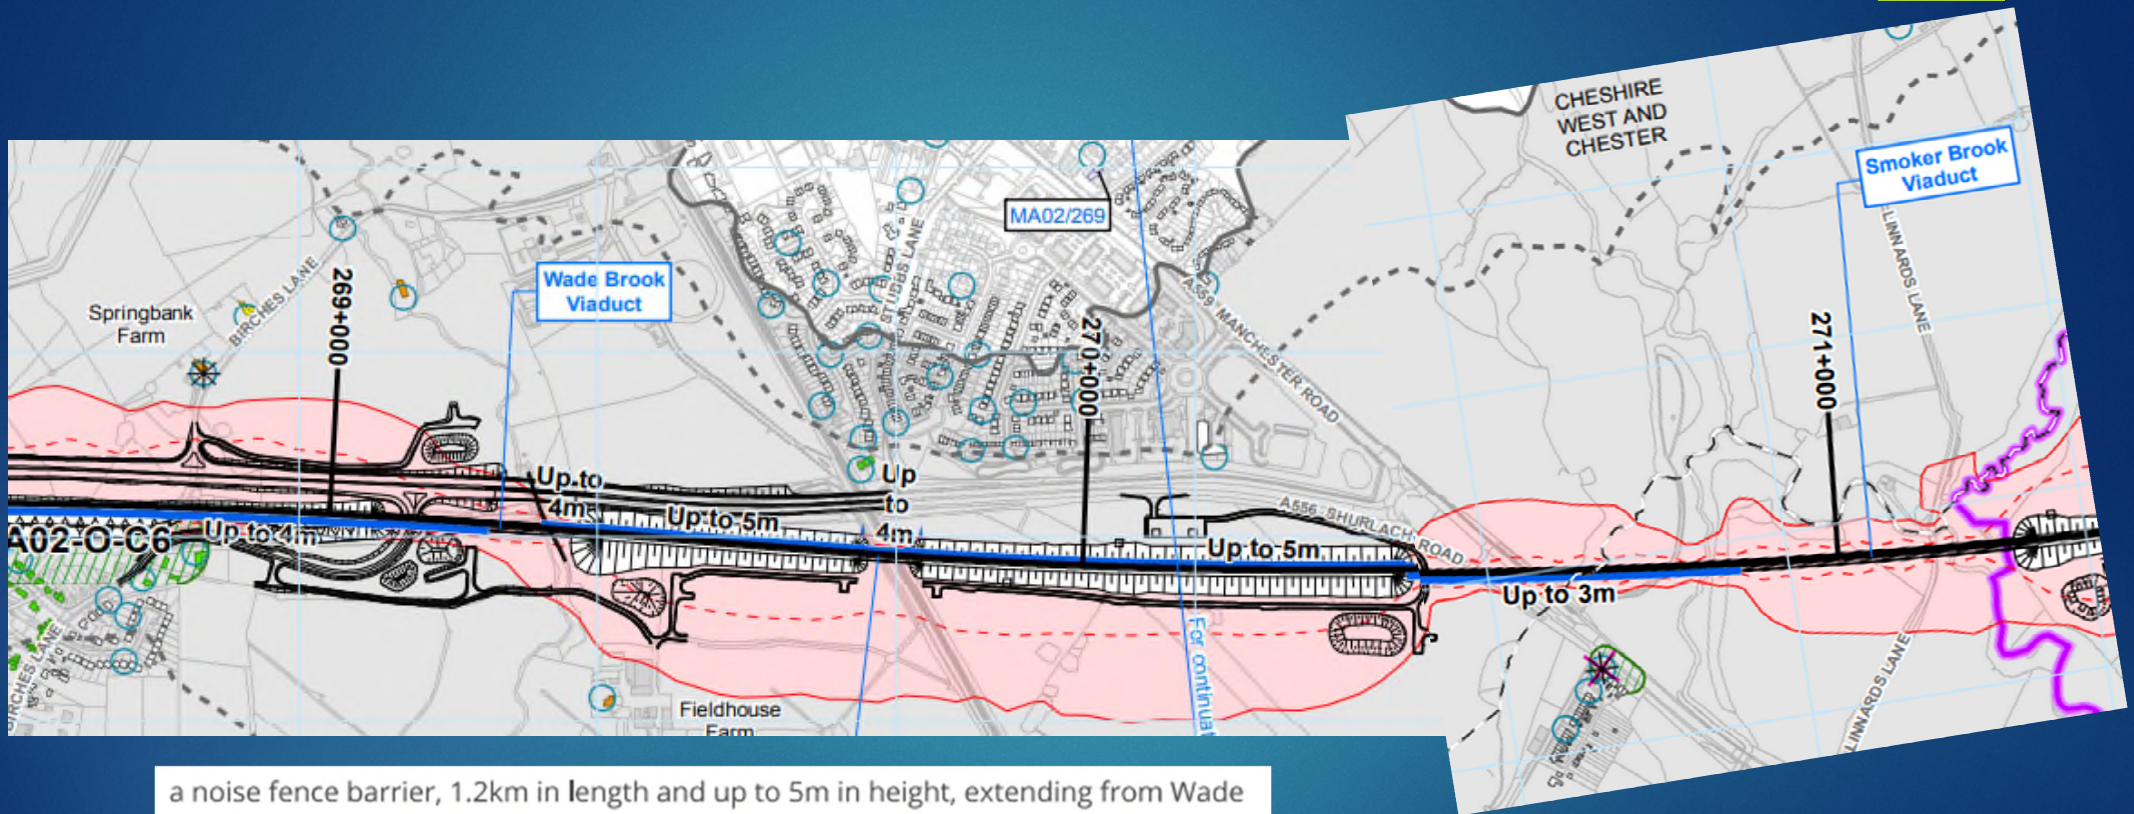 CHESHIRE
WEST AND
CHESTER
Smoker Brook
Viaduct
MA02/269
STUBBS LANE
LINNARDS LANE
BIRCHES LANE
269+000
Wade Brook
Viaduct
A 559 MANCHESTER ROAD
Springbank
Farm
270+000
271+000
Up to
4m
Up
to
4m
Up to 5m
A556 SHURLACH ROAD
A02-O-C6
Up to 4m
Up to 5m
Up to 3m
BIRCHES LANE
For continuat
LINNARDS LANE
Fieldhouse
Farm
a noise fence barrier, 1.2km in length and up to 5m in height, extending from Wade